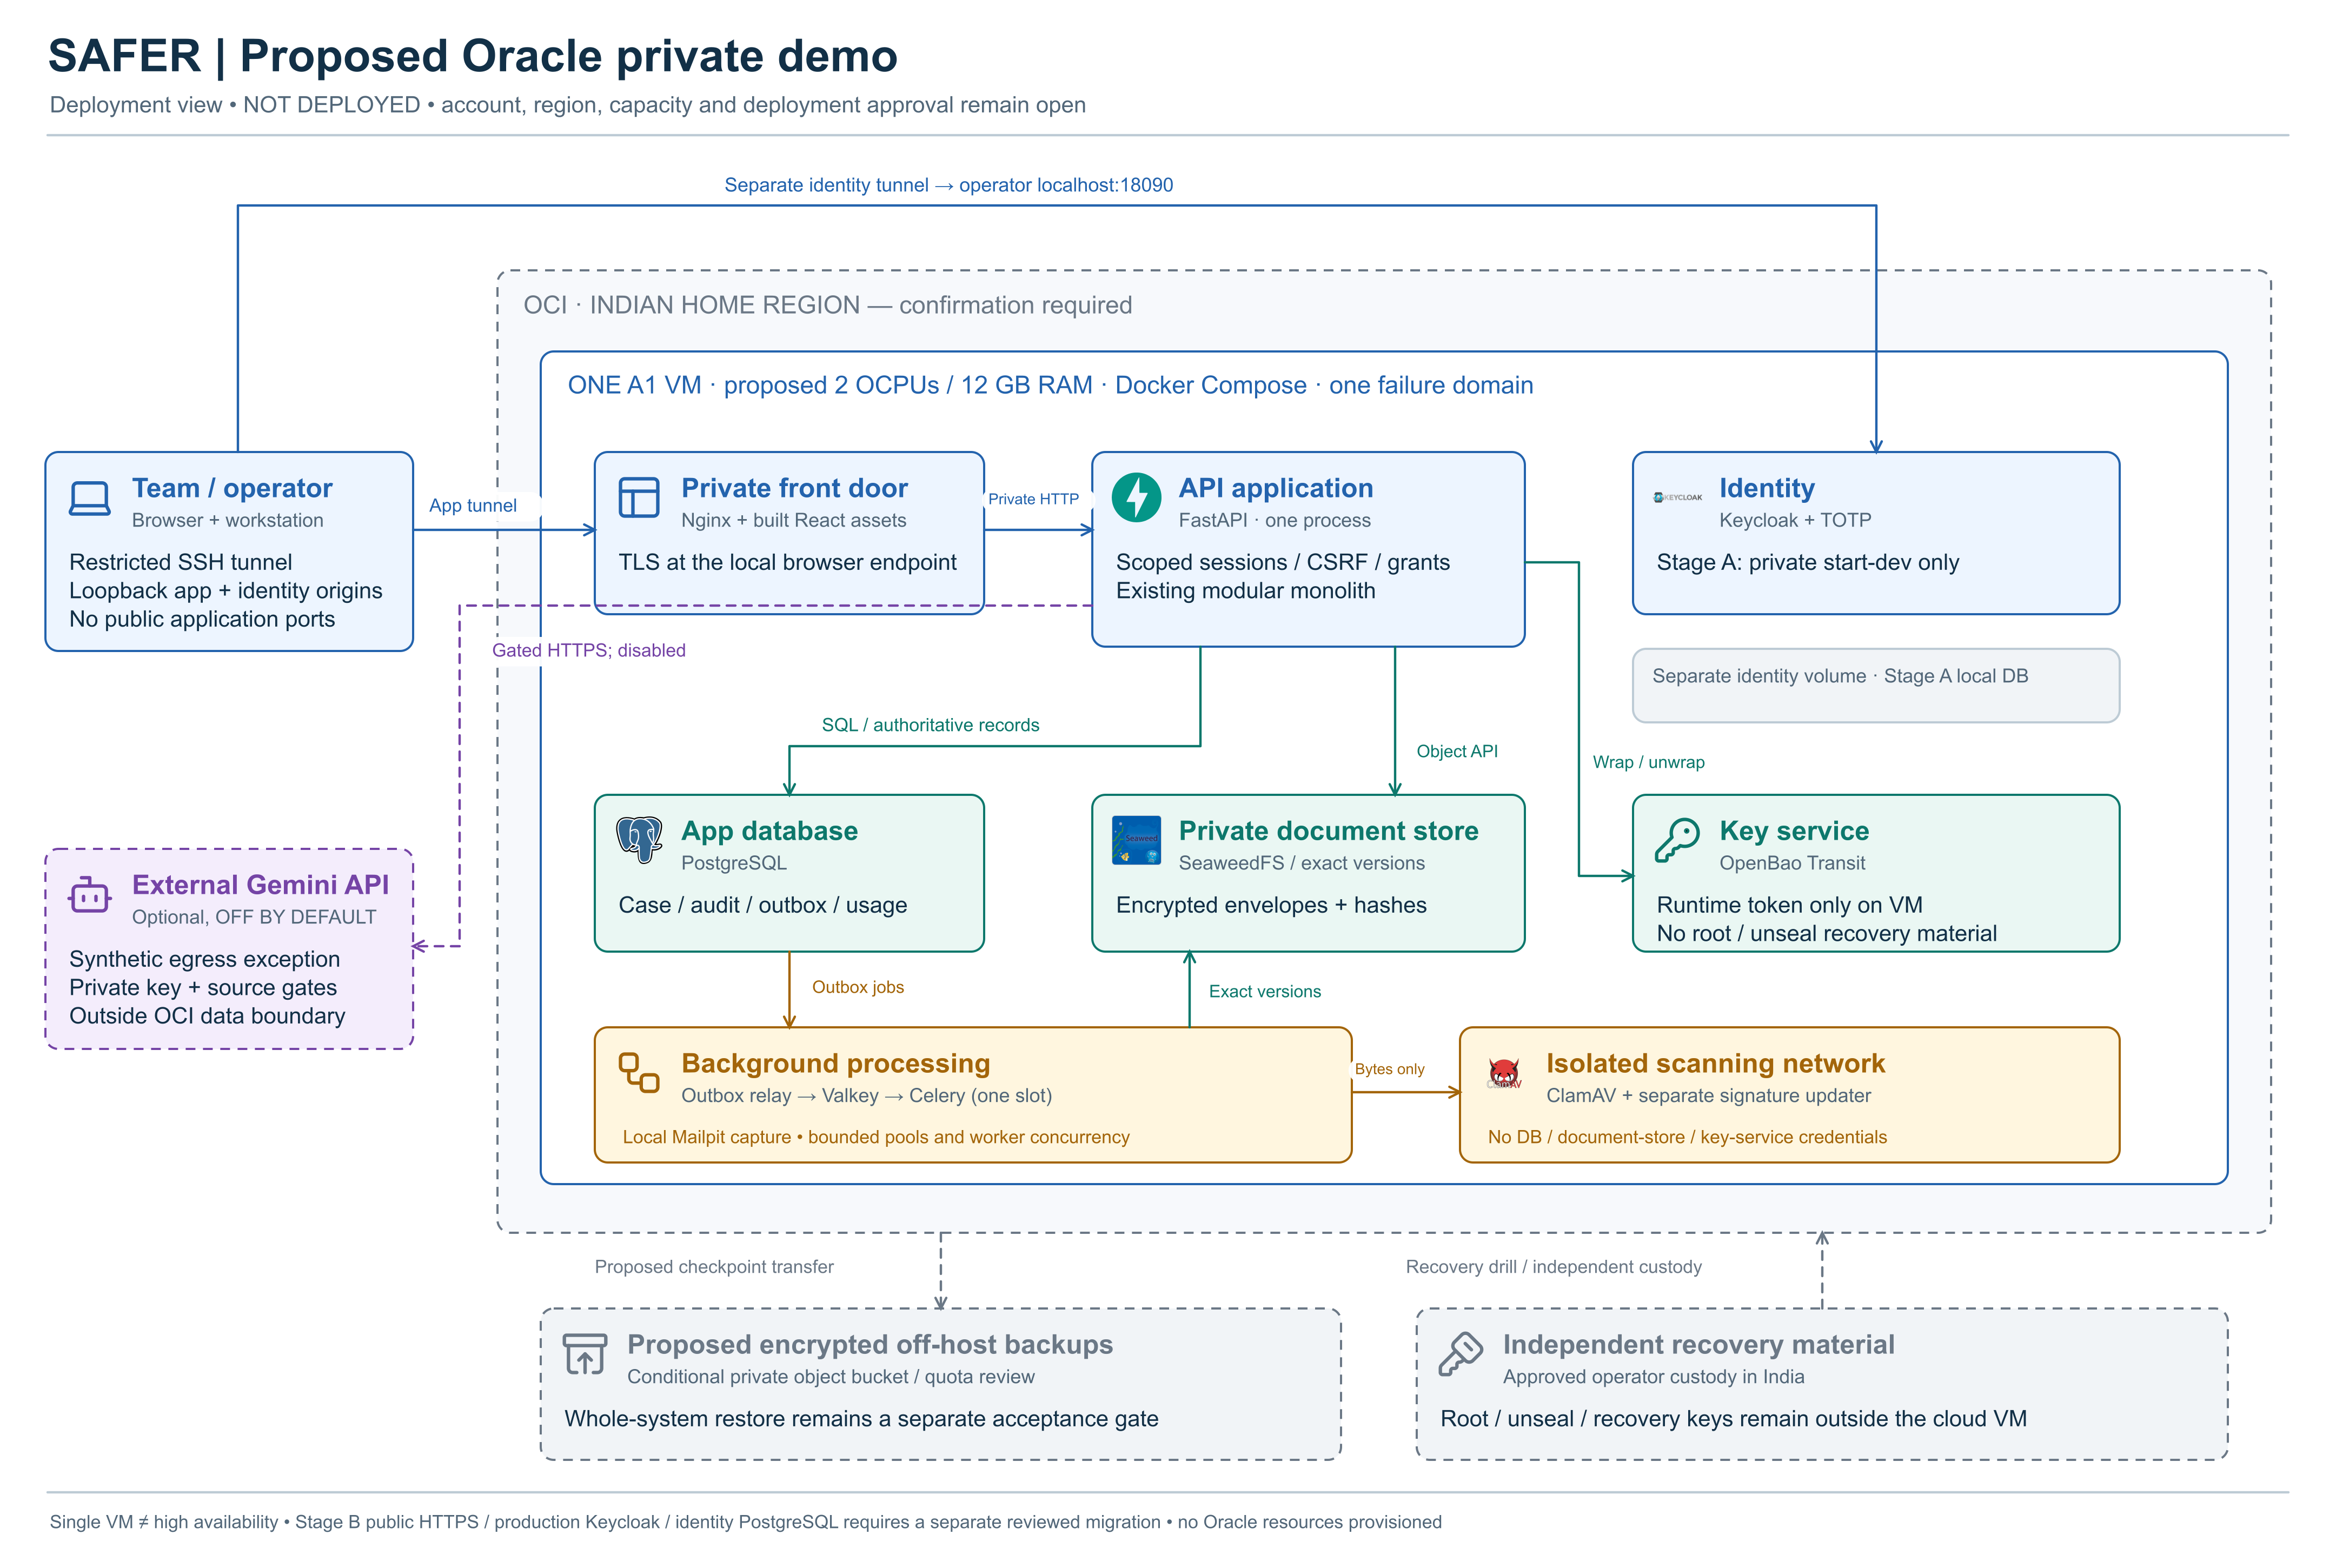 SAFER | Proposed Oracle private demo
Deployment view • NOT DEPLOYED • account, region, capacity and deployment approval remain open
Separate identity tunnel → operator localhost:18090
OCI · INDIAN HOME REGION — confirmation required
ONE A1 VM · proposed 2 OCPUs / 12 GB RAM · Docker Compose · one failure domain
Team / operator
Browser + workstation
Restricted SSH tunnel
Loopback app + identity origins
No public application ports
App tunnel
Private front door
Nginx + built React assets
TLS at the local browser endpoint
Private HTTP
API application
FastAPI · one process
Scoped sessions / CSRF / grants
Existing modular monolith
KEYCLOAK
Identity
Keycloak + TOTP
Stage A: private start-dev only
Gated HTTPS; disabled
Separate identity volume · Stage A local DB
SQL / authoritative records
Object API
Wrap / unwrap
App database
PostgreSQL
Case / audit / outbox / usage
Seaweed
Private document store
SeaweedFS / exact versions
Encrypted envelopes + hashes
Key service
OpenBao Transit
Runtime token only on VM
No root / unseal recovery material
External Gemini API
Optional, OFF BY DEFAULT
Synthetic egress exception
Private key + source gates
Outside OCI data boundary
Outbox jobs
Exact versions
Background processing
Outbox relay → Valkey → Celery (one slot)
Local Mailpit capture • bounded pools and worker concurrency
Bytes only
ClamAV
Isolated scanning network
ClamAV + separate signature updater
No DB / document-store / key-service credentials
Proposed checkpoint transfer
Recovery drill / independent custody
Proposed encrypted off-host backups
Conditional private object bucket / quota review
Whole-system restore remains a separate acceptance gate
Independent recovery material
Approved operator custody in India
Root / unseal / recovery keys remain outside the cloud VM
Single VM ≠ high availability • Stage B public HTTPS / production Keycloak / identity PostgreSQL requires a separate reviewed migration • no Oracle resources provisioned